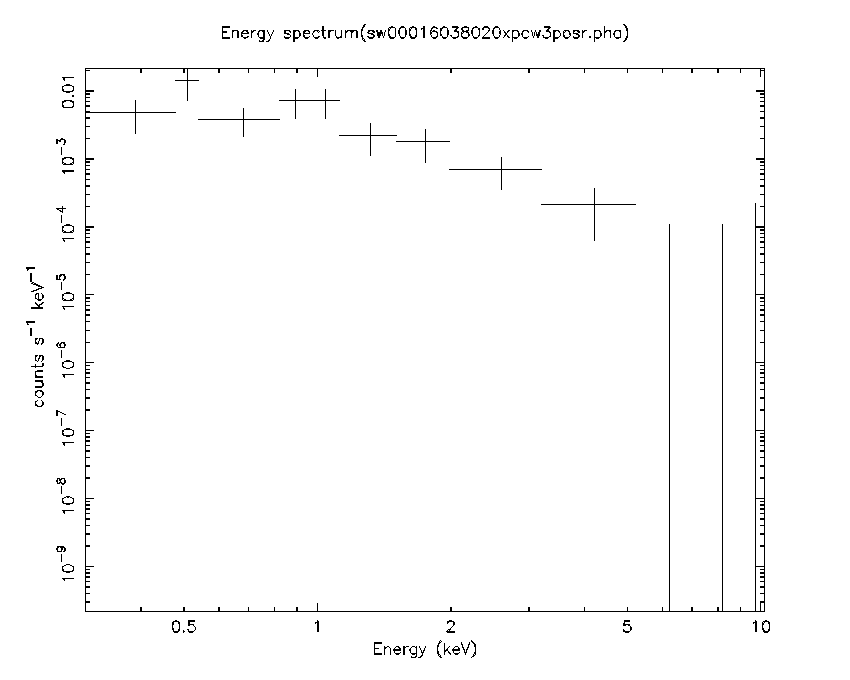 Energy spectrum(sw00016038020xpcw3posr.pha)
0.01
10⁻³
10⁻⁴
10⁻⁵
10⁻⁶
10⁻⁷
10⁻⁸
10⁻⁹
counts s⁻¹ keV⁻¹
0.5 1 2 5 10
Energy (keV)